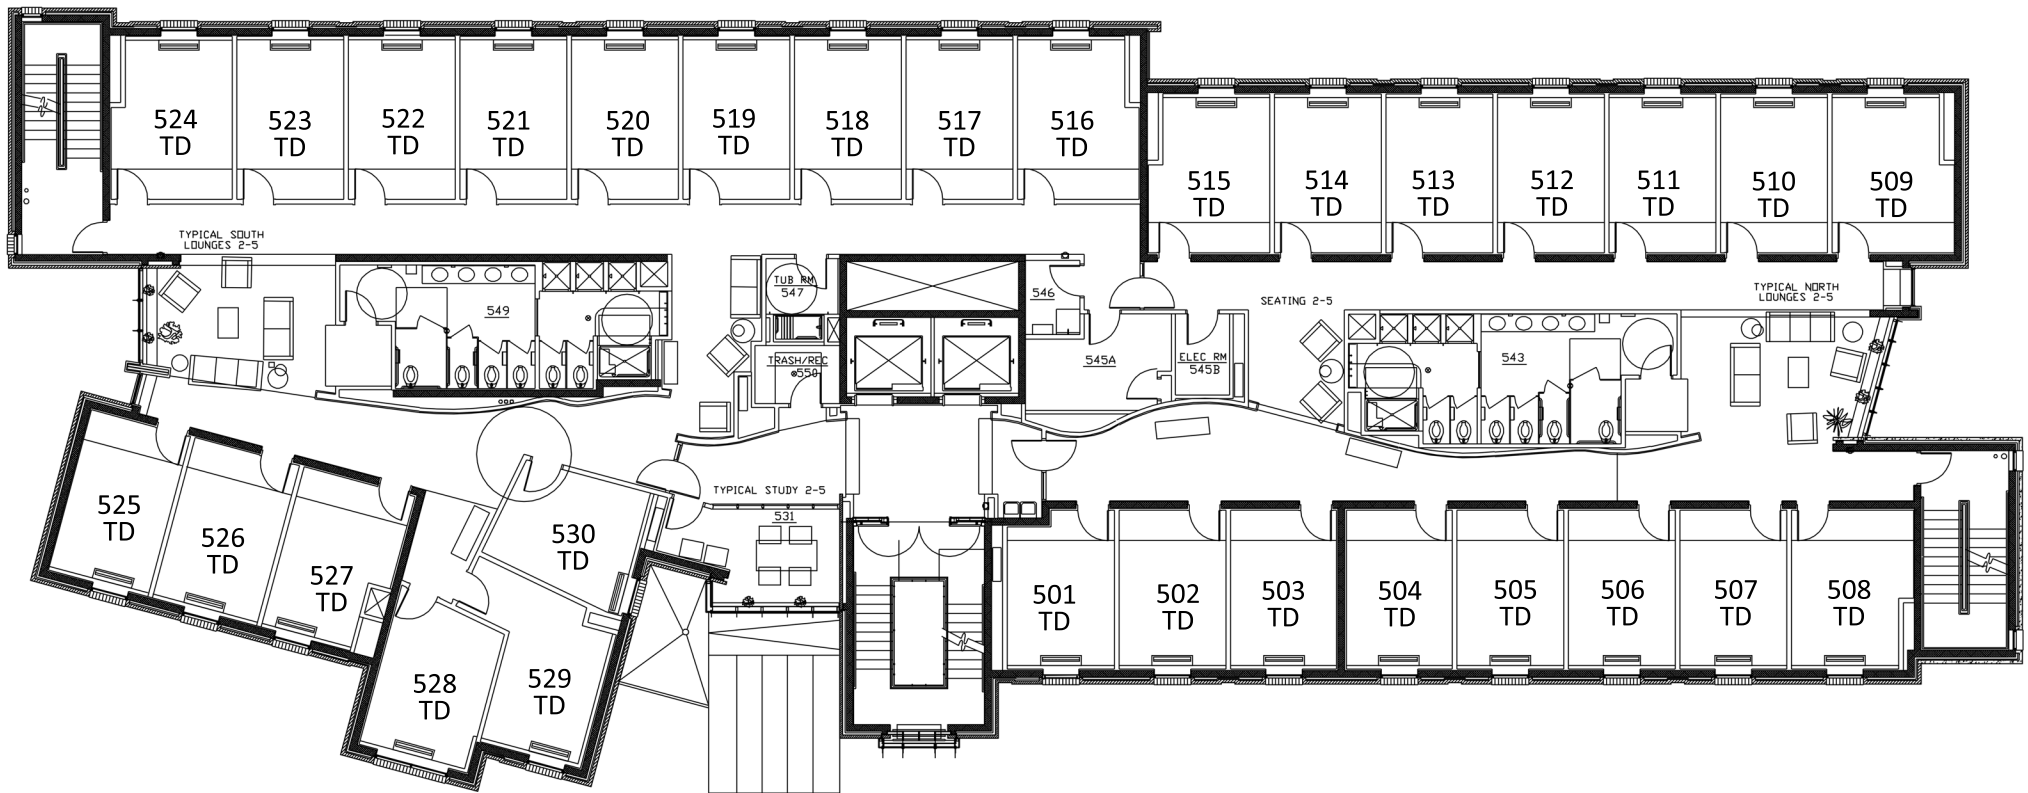 524
TD
523
TD
522
TD
521
TD
520
TD
519
TD
518
TD
517
TD
516
TD
515
TD
514
TD
513
TD
512
TD
511
TD
510
TD
509
TD
TYPICAL SOUTH
LOUNGES 2-5
549
TUB RM
547
TRASH/REC
550
546
545A
ELEC RM
545B
SEATING 2-5
543
TYPICAL NORTH
LOUNGES 2-5
525
TD
526
TD
527
TD
528
TD
529
TD
530
TD
TYPICAL STUDY 2-5
531
501
TD
502
TD
503
TD
504
TD
505
TD
506
TD
507
TD
508
TD